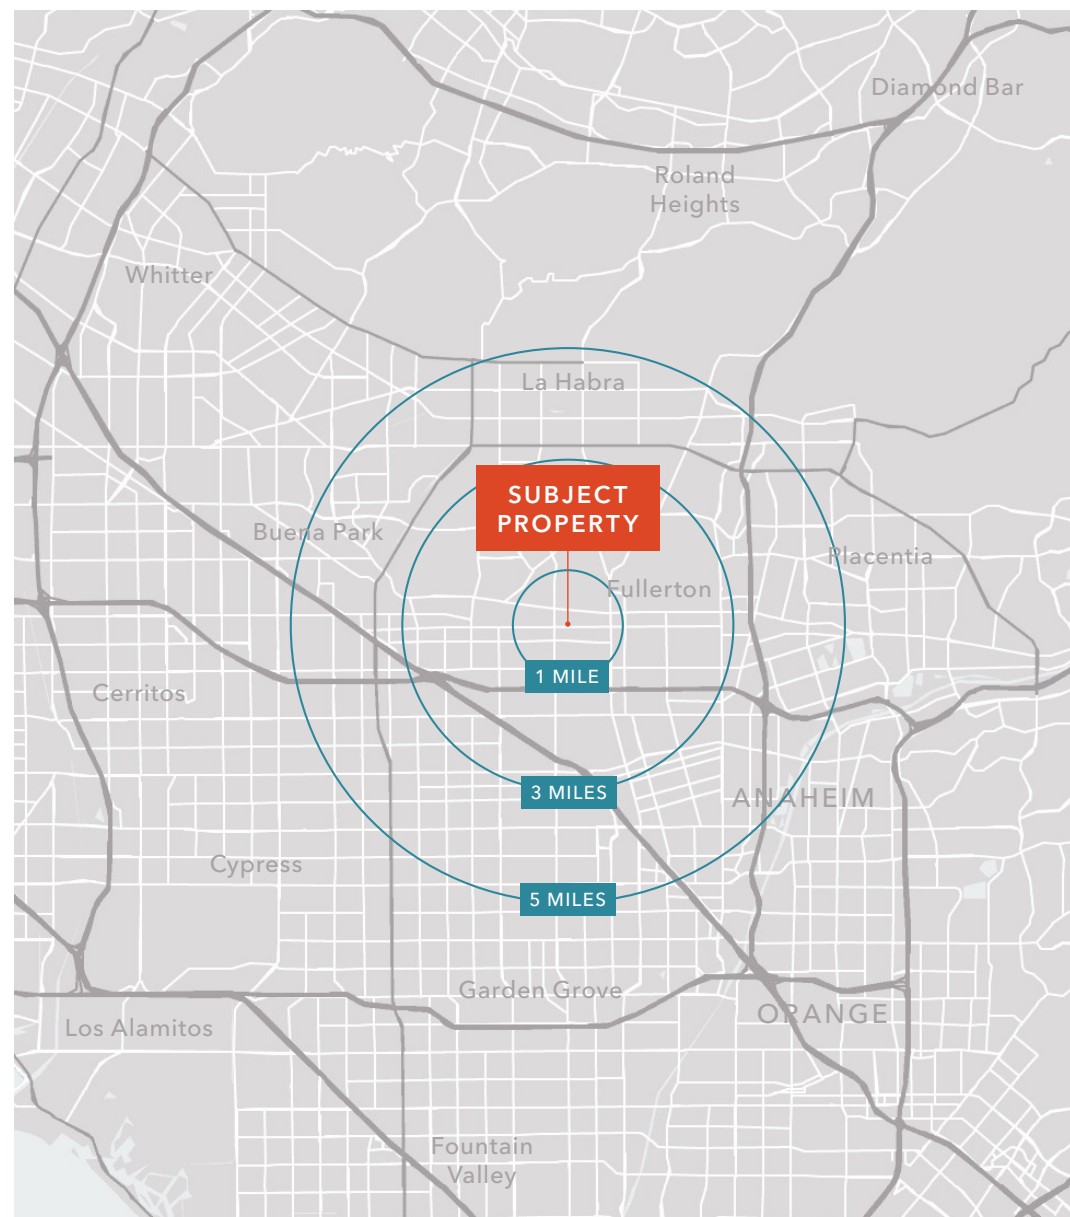 Diamond Bar
Roland
Heights
Whitter
La Habra
SUBJECT
PROPERTY
Buena Park
Placentia
Fullerton
1 MILE
Cerritos
3 MILES
ANAHEIM
Cypress
5 MILES
Garden Grove
ORANGE
Los Alamitos
Fountain
Valley